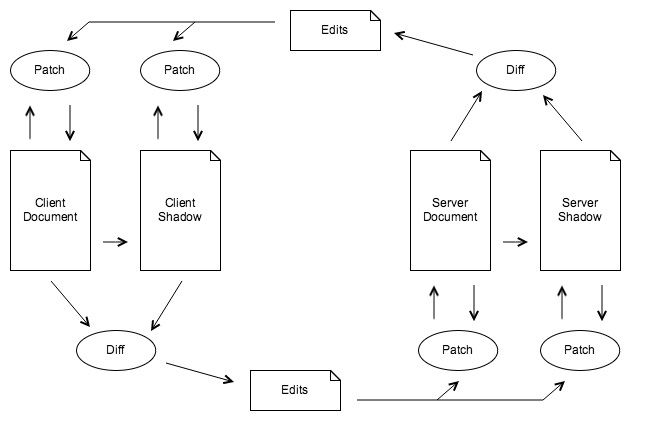 Edits
Patch
Patch
Diff
Client
Document
Client
Shadow
Server
Document
Server
Shadow
Diff
Patch
Patch
Edits